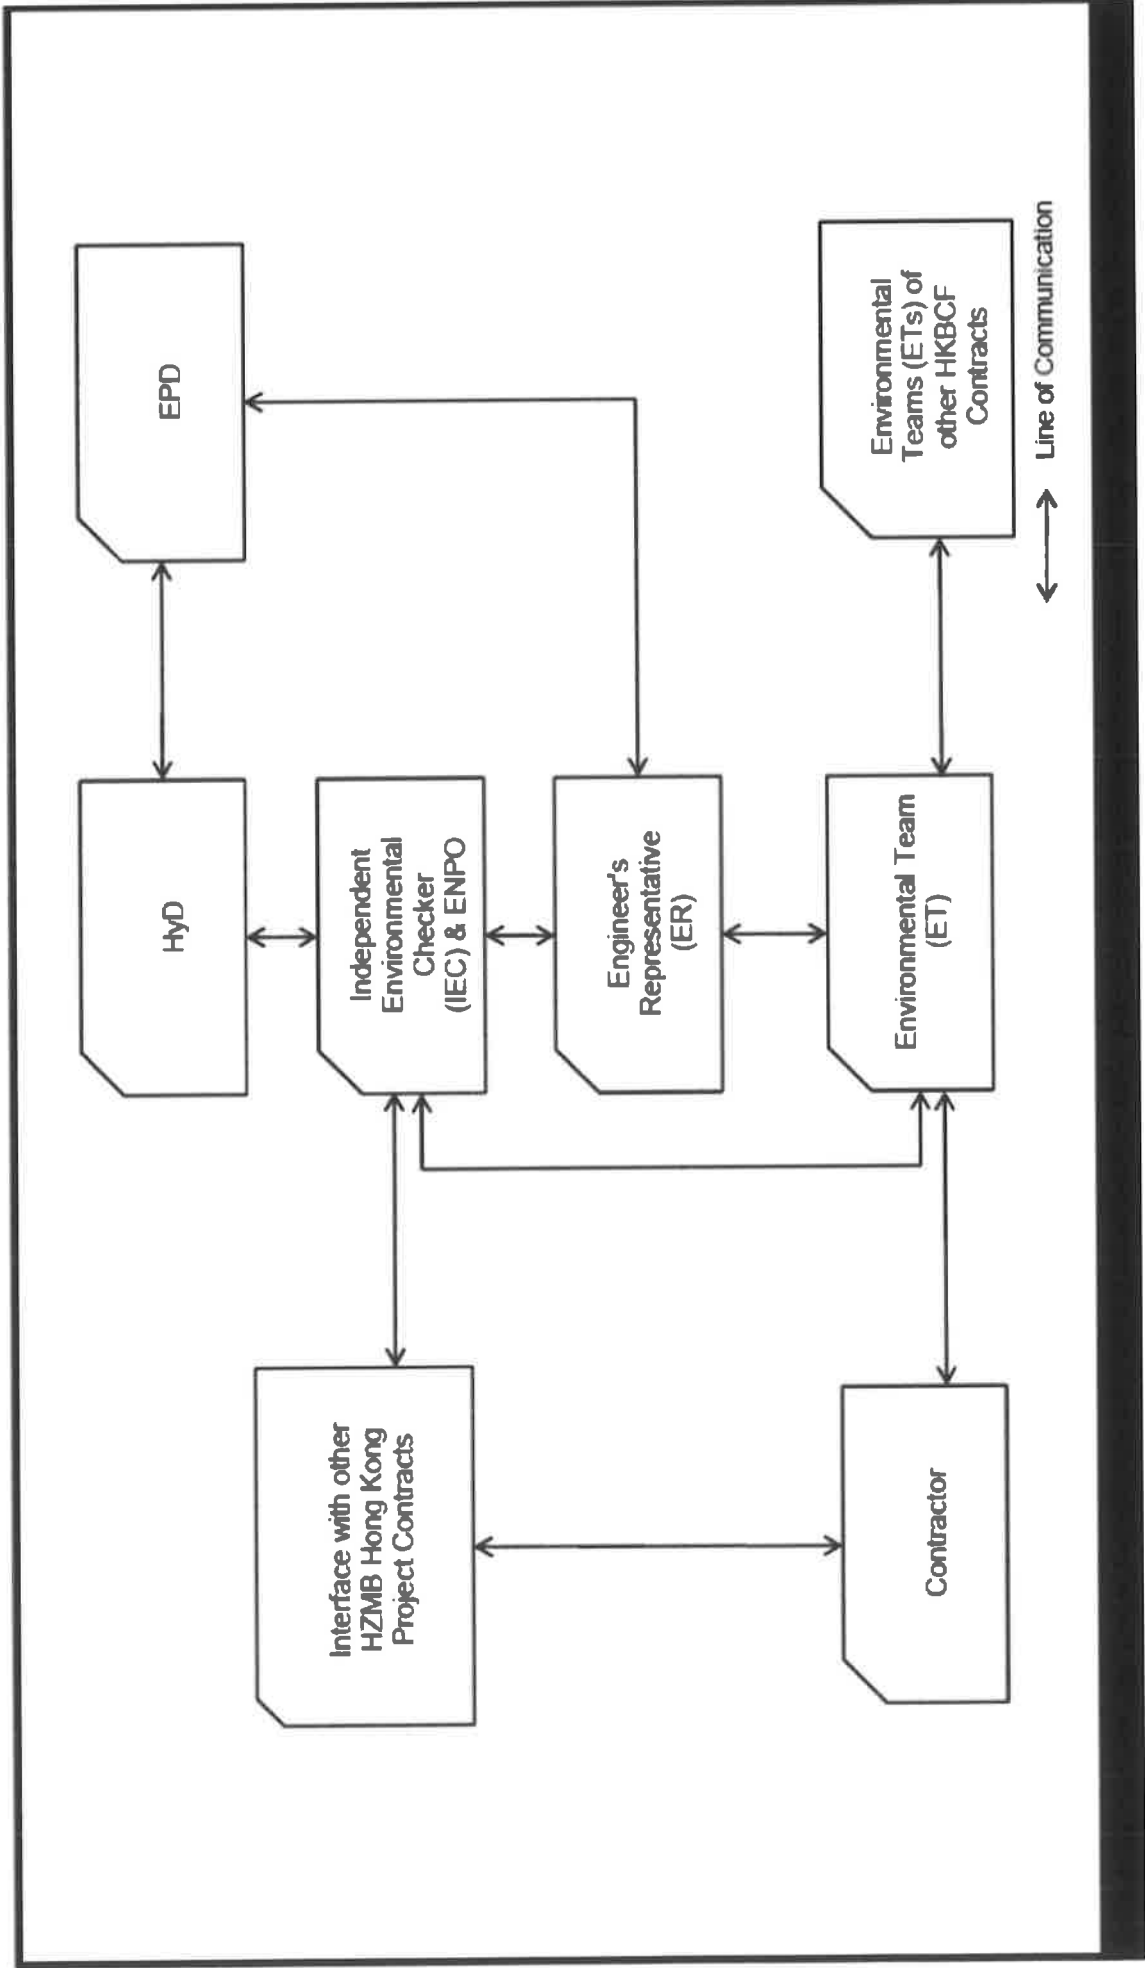 HyD
EPD
Interface with other
HZMB Hong Kong
Project Contracts
Independent
Environmental
Checker
(IEC) & ENPO
Engineer's
Representative
(ER)
Contractor
Environmental Team
(ET)
Environmental
Teams (ETs) of
other HKBCF
Contracts
Line of Communication